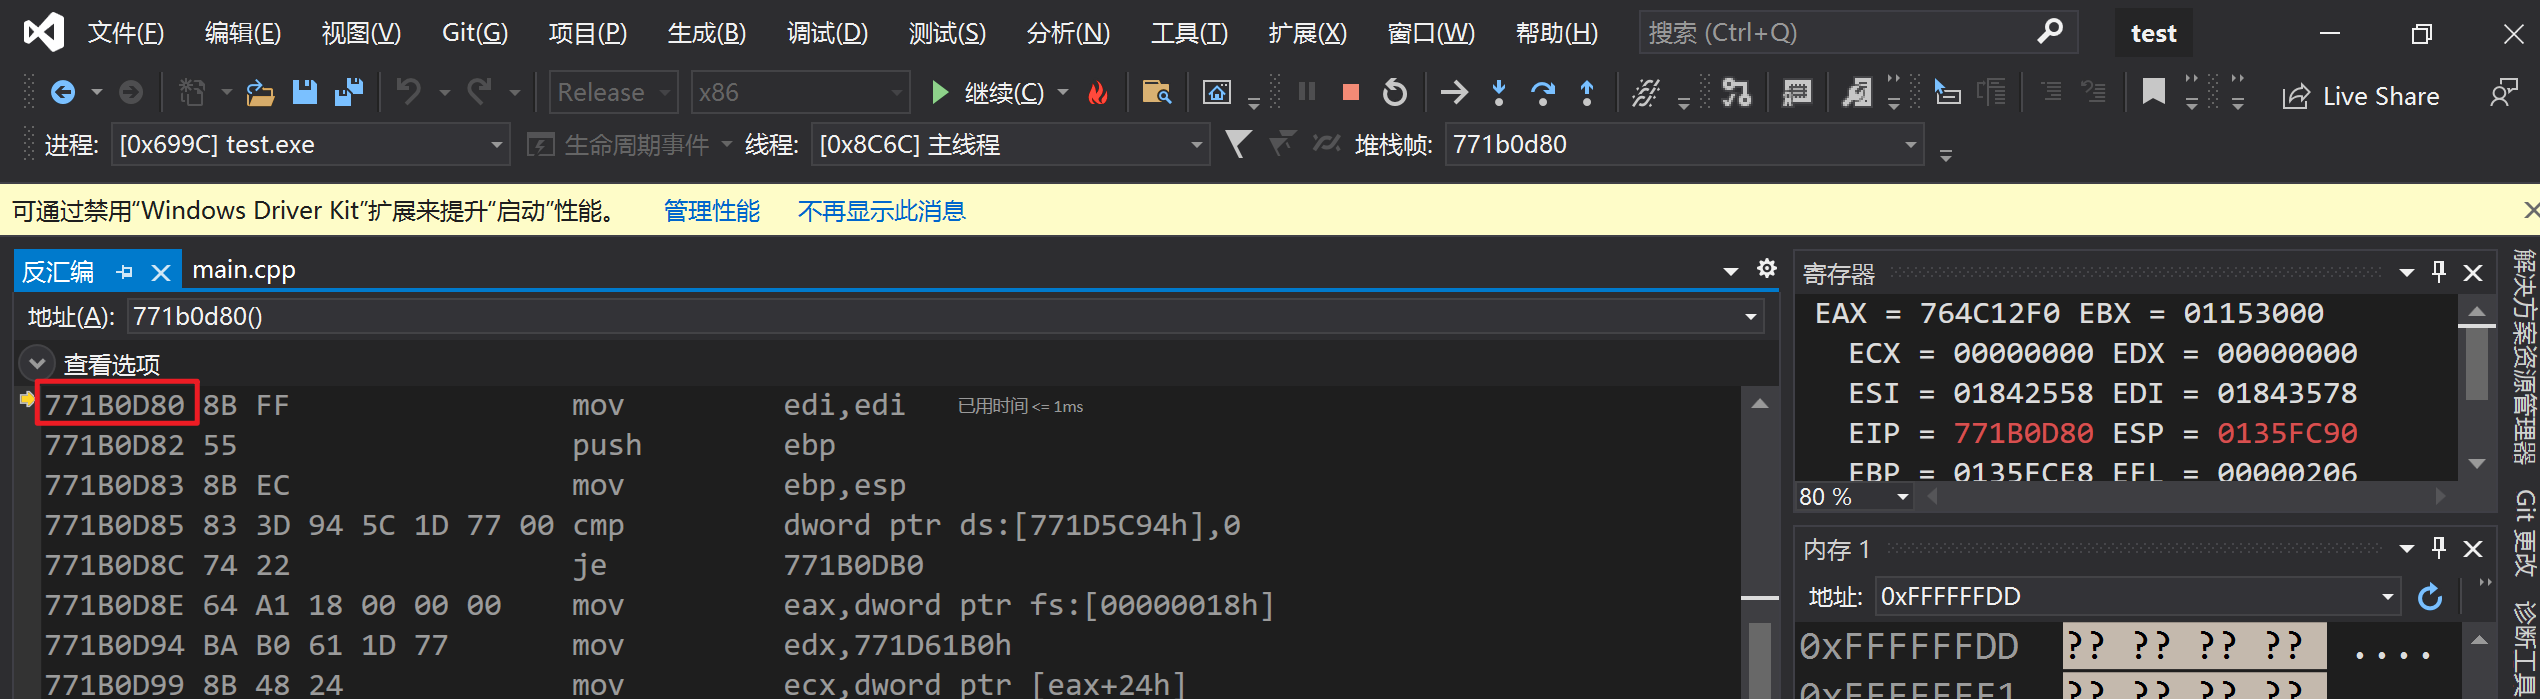 文件(F) 编辑(E) 视图(V) Git(G) 项目(P) 生成(B) 调试(D) 测试(S) 分析(N) 工具(T) 扩展(X) 窗口(W) 帮助(H) 搜索 (Ctrl+Q) test
Release x86 继续(C) Live Share
进程: [0x699C] test.exe 生命周期事件 线程: [0x8C6C] 主线程 堆栈帧: 771b0d80
可通过禁用“Windows Driver Kit”扩展来提升“启动”性能。 管理性能 不再显示此消息
反汇编 main.cpp
地址(A): 771b0d80()
查看选项
771B0D80 8B FF mov edi,edi 已用时间 <= 1ms
771B0D82 55 push ebp
771B0D83 8B EC mov ebp,esp
771B0D85 83 3D 94 5C 1D 77 00 cmp dword ptr ds:[771D5C94h],0
771B0D8C 74 22 je 771B0DB0
771B0D8E 64 A1 18 00 00 00 mov eax,dword ptr fs:[00000018h]
771B0D94 BA B0 61 1D 77 mov edx,771D61B0h
771B0D99 8B 48 24 mov ecx,dword ptr [eax+24h]
寄存器
EAX = 764C12F0 EBX = 01153000
ECX = 00000000 EDX = 00000000
ESI = 01842558 EDI = 01843578
EIP = 771B0D80 ESP = 0135FC90
EBP = 0135FCE8 EFL = 00000206
80 %
内存 1
地址: 0xFFFFFFDD
0xFFFFFFDD ?? ?? ?? ?? ....
0xFFFFFFE1 ?? ?? ?? ?? ....
解决方案资源管理器
Git 更改
诊断工具